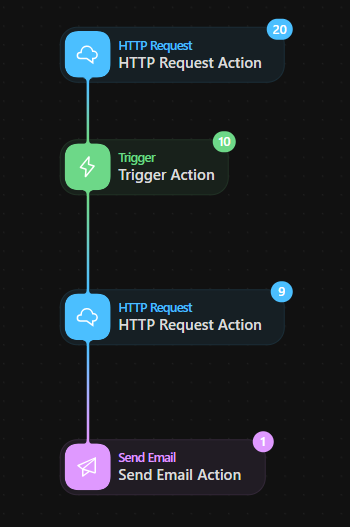 20
HTTP Request
HTTP Request Action
10
Trigger
Trigger Action
9
HTTP Request
HTTP Request Action
1
Send Email
Send Email Action